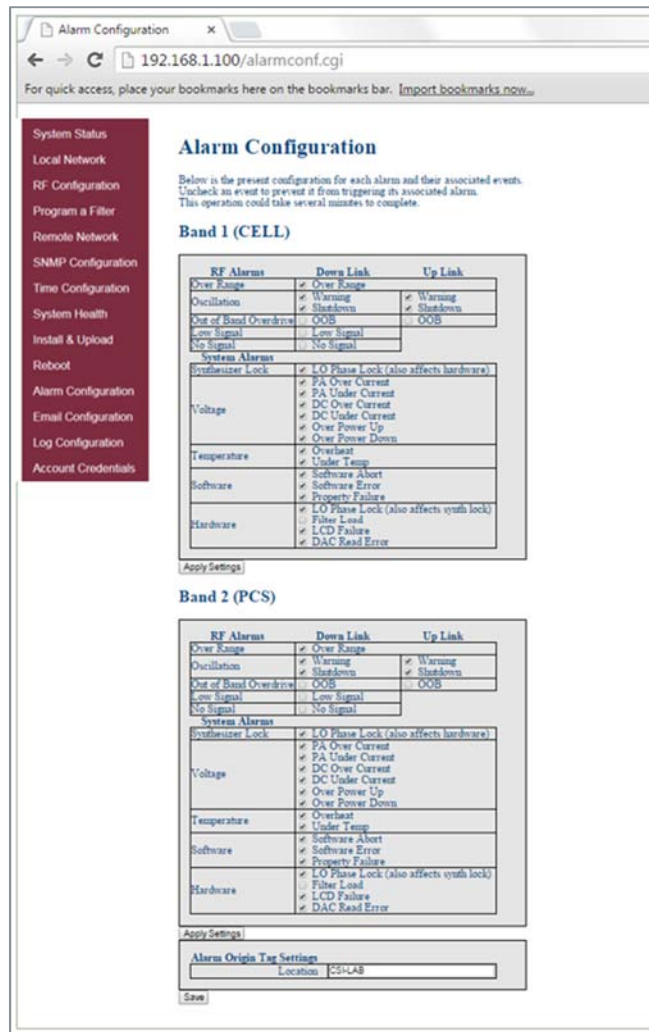 Alarm Configuration
192.168.1.100/alarmconf.cgi
For quick access, place your bookmarks here on the bookmarks bar. Import bookmarks now...
System Status
Local Network
RF Configuration
Program a Filter
Remote Network
SNMP Configuration
Time Configuration
System Health
Install & Upload
Reboot
Alarm Configuration
Email Configuration
Log Configuration
Account Credentials
Alarm Configuration
Below is the present configuration for each alarm and their associated events.
Uncheck an event to prevent it from triggering its associated alarm.
This operation could take several minutes to complete.
Band 1 (CELL)
RF Alarms Down Link Up Link
Over Range Over Range
Oscillation Warning Warning
Shutdown Shutdown
Out of Band Overdrive OOB OOB
Low Signal Low Signal
No Signal No Signal
System Alarms
Synthesizer Lock LO Phase Lock (also affects hardware)
Voltage PA Over Current
PA Under Current
DC Over Current
DC Under Current
Over Power Up
Over Power Down
Temperature Overheat
Under Temp
Software Software Abort
Software Error
Property Failure
Hardware LO Phase Lock (also affects synth lock)
Filter Load
LCD Failure
DAC Read Error
Apply Settings
Band 2 (PCS)
RF Alarms Down Link Up Link
Over Range Over Range
Oscillation Warning Warning
Shutdown Shutdown
Out of Band Overdrive OOB OOB
Low Signal Low Signal
No Signal No Signal
System Alarms
Synthesizer Lock LO Phase Lock (also affects hardware)
Voltage PA Over Current
PA Under Current
DC Over Current
DC Under Current
Over Power Up
Over Power Down
Temperature Overheat
Under Temp
Software Software Abort
Software Error
Property Failure
Hardware LO Phase Lock (also affects synth lock)
Filter Load
LCD Failure
DAC Read Error
Apply Settings
Alarm Origin Tag Settings
Location CSI-LAB
Save